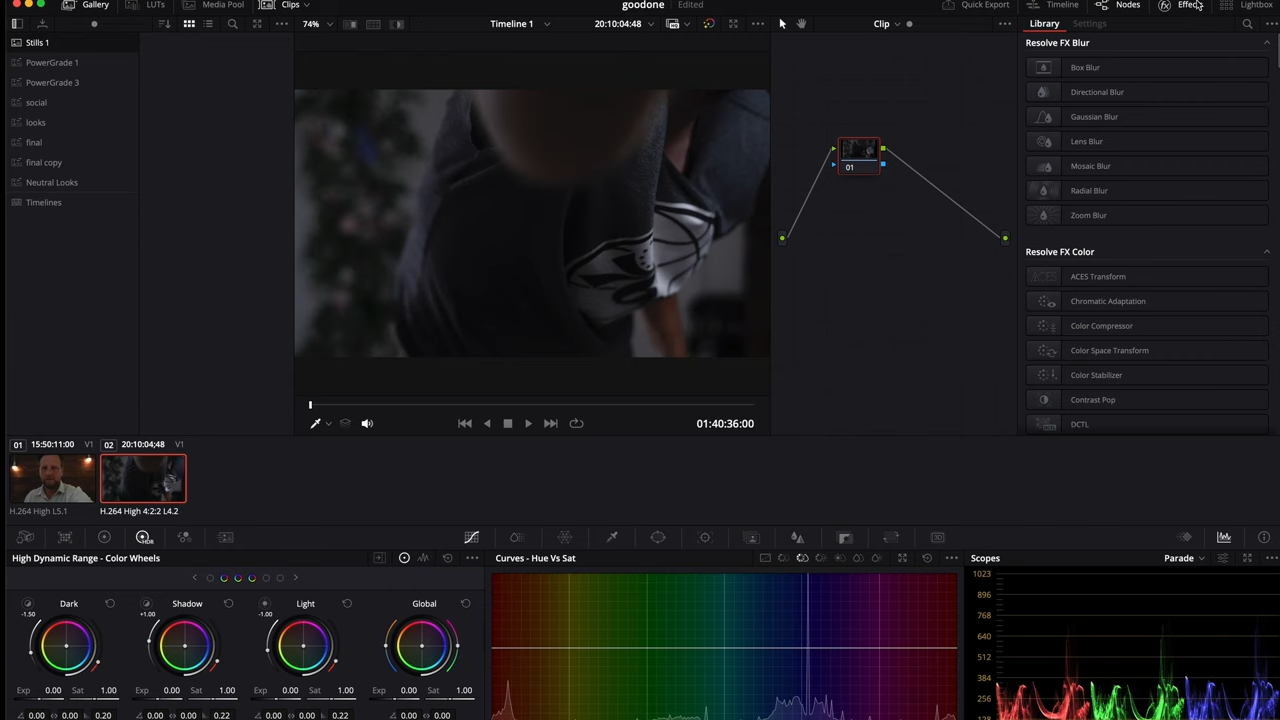 Gallery LUTs Media Pool Clips goodone Edited Quick Export Timeline Nodes Effects Lightbox
74% Timeline 1 20:10:04:48 Clip Library Settings
Stills 1
PowerGrade 1
PowerGrade 3
social
looks
final
final copy
Neutral Looks
Timelines
01
Resolve FX Blur
Box Blur
Directional Blur
Gaussian Blur
Lens Blur
Mosaic Blur
Radial Blur
Zoom Blur
Resolve FX Color
ACES Transform
Chromatic Adaptation
Color Compressor
Color Space Transform
Color Stabilizer
Contrast Pop
DCTL
01:40:36:00
01 15:50:11:00 V1 02 20:10:04:48 V1
H.264 High L5.1 H.264 High 4:2:2 L4.2
HDR
High Dynamic Range - Color Wheels
Dark Shadow Light Global
-1.50 +1.00 -1.00
Exp 0.00 Sat 1.00 Exp 0.00 Sat 1.00 Exp 0.00 Sat 1.00 Exp 0.00 Sat 1.00
0.00 0.00 0.20 0.00 0.00 0.22 0.00 0.00 0.22 0.00 0.00 0.00
Curves - Hue Vs Sat
Scopes Parade
1023
896
768
640
512
384
256
128